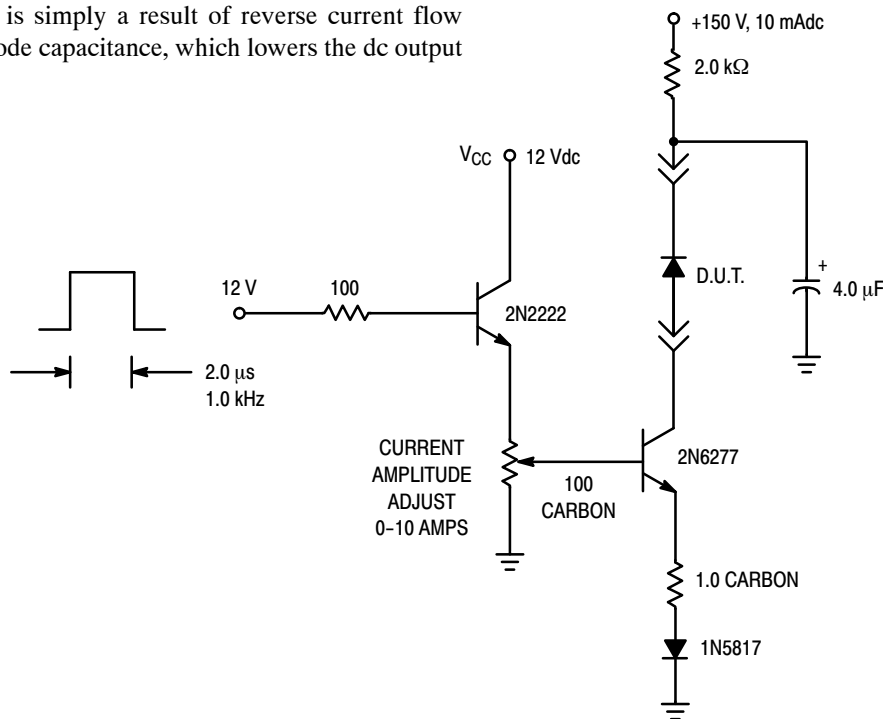 is simply a result of reverse current flow
ode capacitance, which lowers the dc output
+150 V, 10 mAdc
2.0 kΩ
VCC 12 Vdc
D.U.T.
+
4.0 μF
12 V
100
2N2222
2.0 μs
1.0 kHz
CURRENT
AMPLITUDE
ADJUST
0–10 AMPS
100
CARBON
2N6277
1.0 CARBON
1N5817